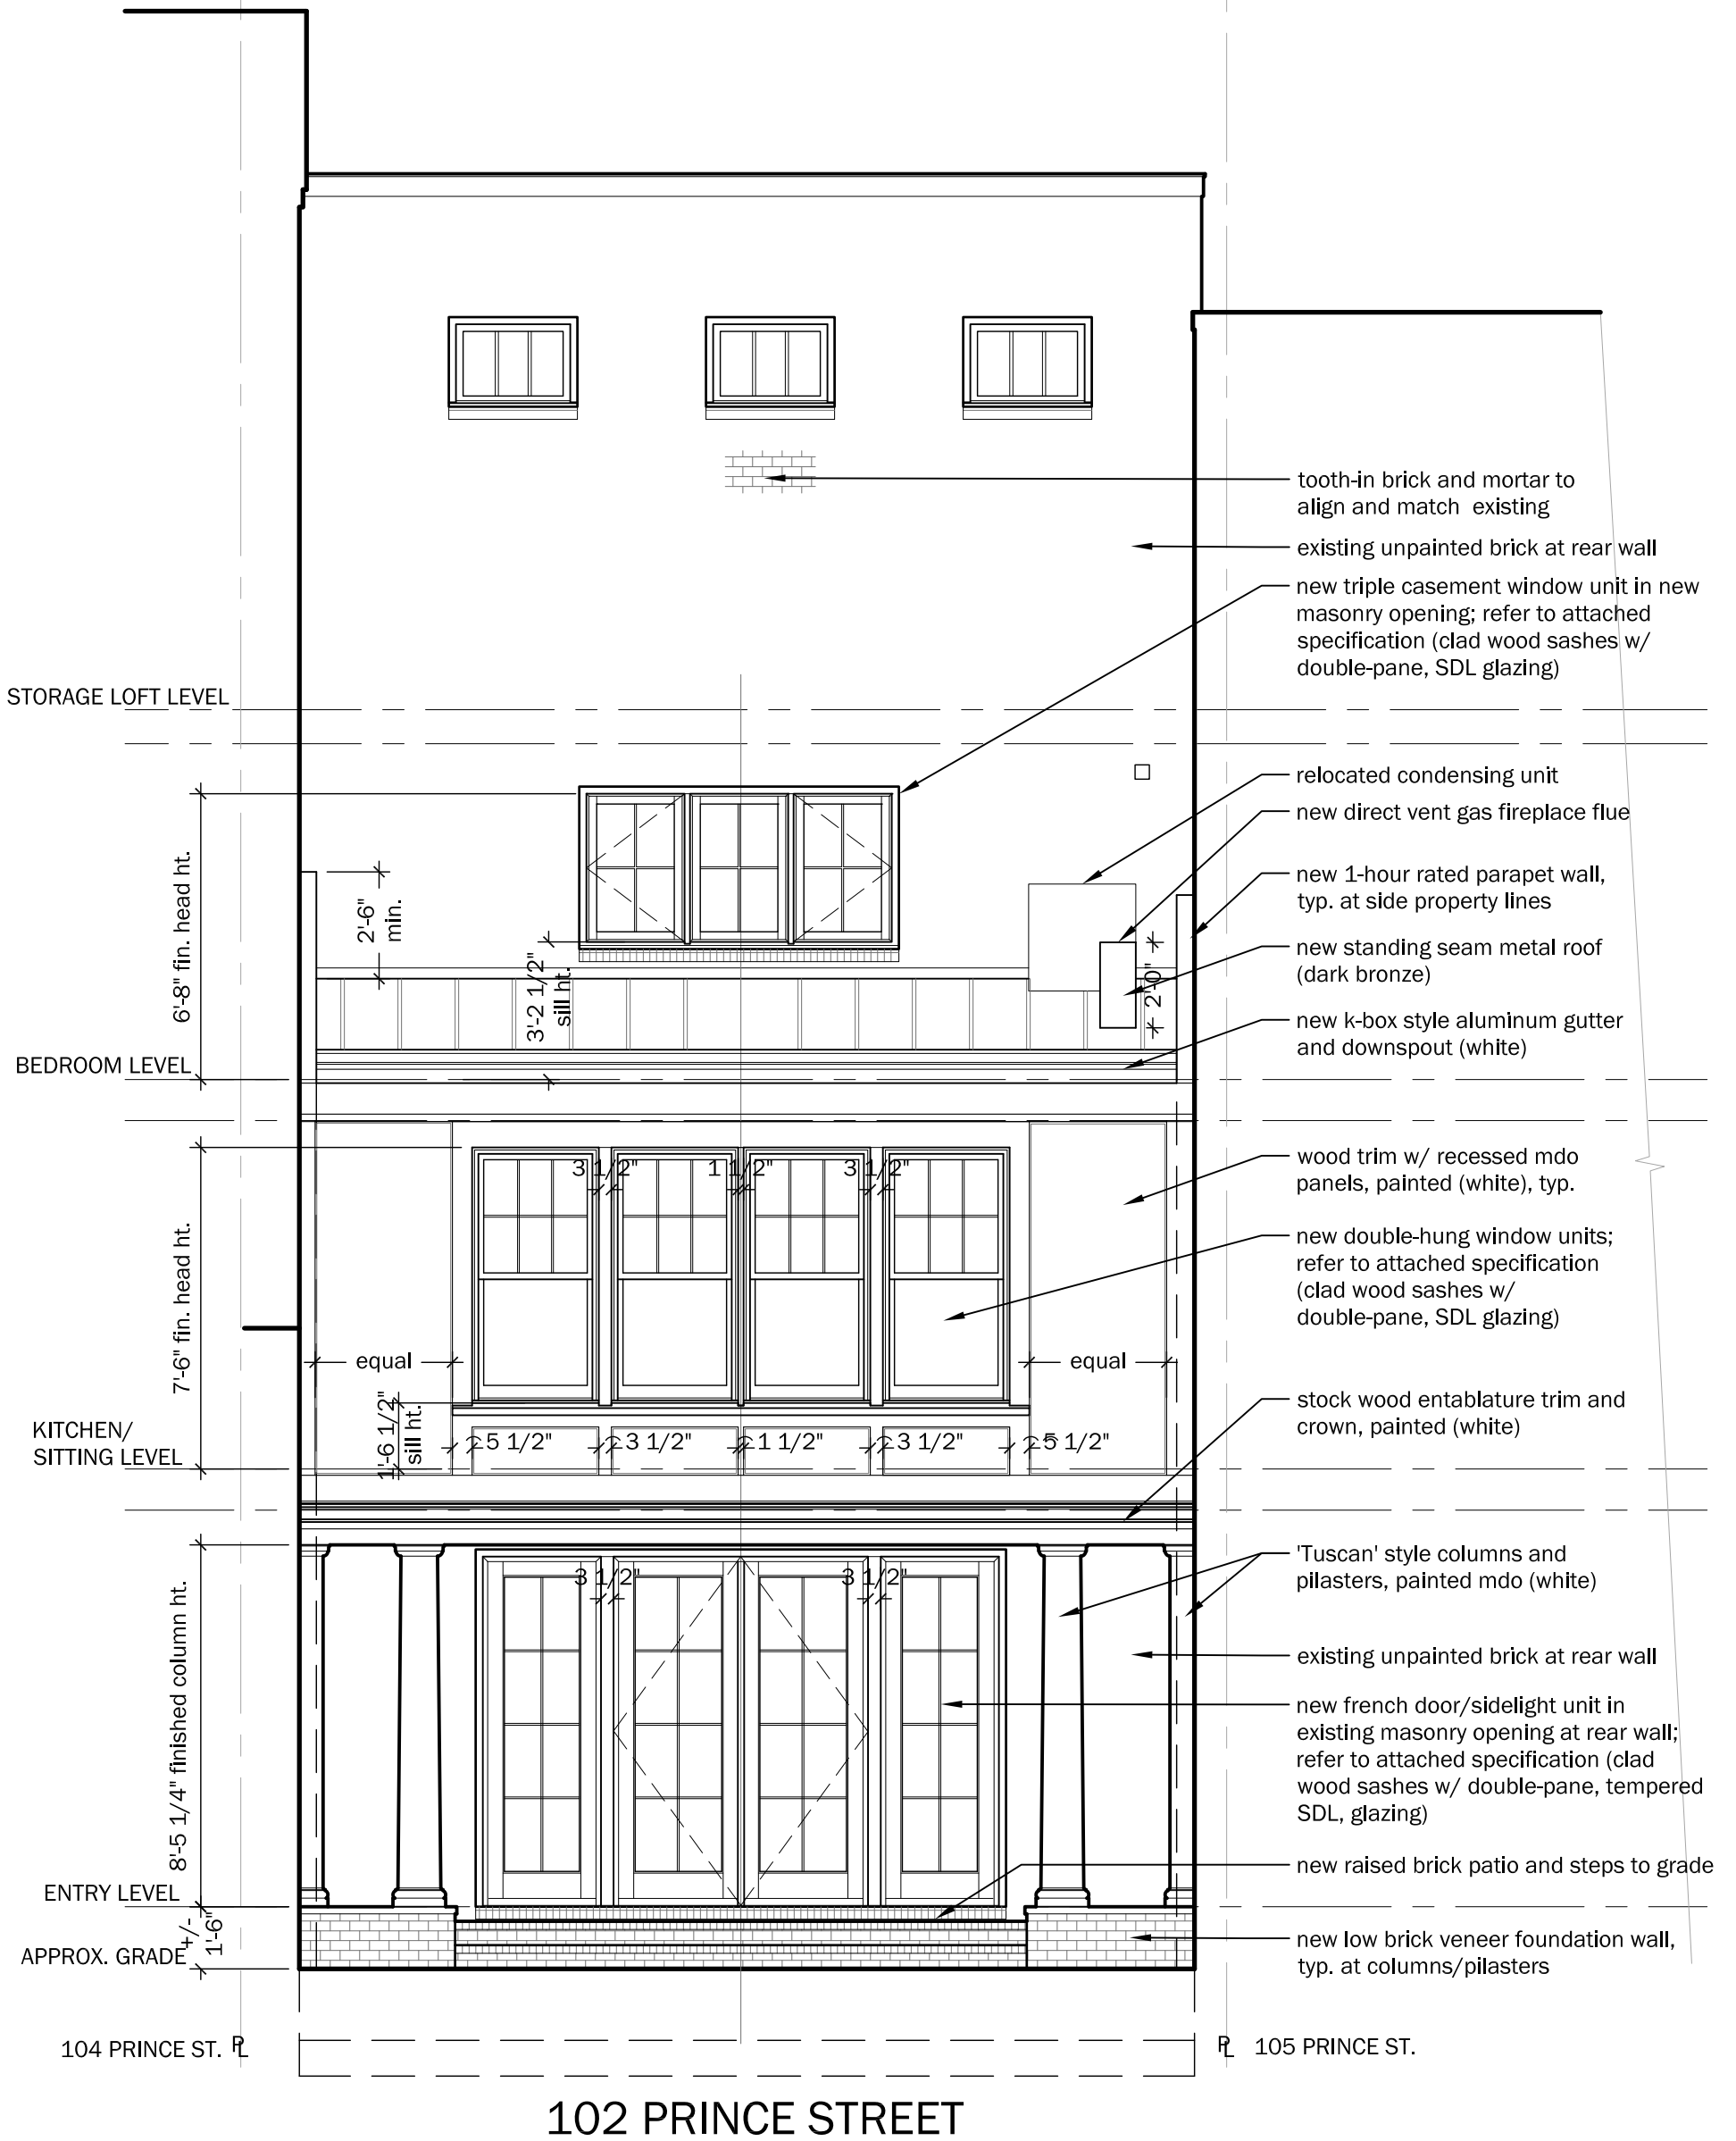 tooth-in brick and mortar to
align and match existing
existing unpainted brick at rear wall
new triple casement window unit in new
masonry opening; refer to attached
specification (clad wood sashes w/
double-pane, SDL glazing)
STORAGE LOFT LEVEL
relocated condensing unit
new direct vent gas fireplace flue
6'-8" fin. head ht.
2'-6"
min.
new 1-hour rated parapet wall,
typ. at side property lines
3'-2 1/2"
sill ht.
2'-0"
new standing seam metal roof
(dark bronze)
new k-box style aluminum gutter
and downspout (white)
BEDROOM LEVEL
3 1/2"
1 1/2"
3 1/2"
wood trim w/ recessed mdo
panels, painted (white), typ.
7'-6" fin. head ht.
new double-hung window units;
refer to attached specification
(clad wood sashes w/
double-pane, SDL glazing)
equal
equal
1'-6 1/2"
sill ht.
stock wood entablature trim and
crown, painted (white)
KITCHEN/
SITTING LEVEL
5 1/2"
3 1/2"
1 1/2"
3 1/2"
5 1/2"
'Tuscan' style columns and
pilasters, painted mdo (white)
3 1/2"
3 1/2"
8'-5 1/4" finished column ht.
existing unpainted brick at rear wall
new french door/sidelight unit in
existing masonry opening at rear wall;
refer to attached specification (clad
wood sashes w/ double-pane, tempered
SDL, glazing)
new raised brick patio and steps to grade
ENTRY LEVEL
+/-
1'-6"
APPROX. GRADE
new low brick veneer foundation wall,
typ. at columns/pilasters
104 PRINCE ST. PL
PL 105 PRINCE ST.
102 PRINCE STREET